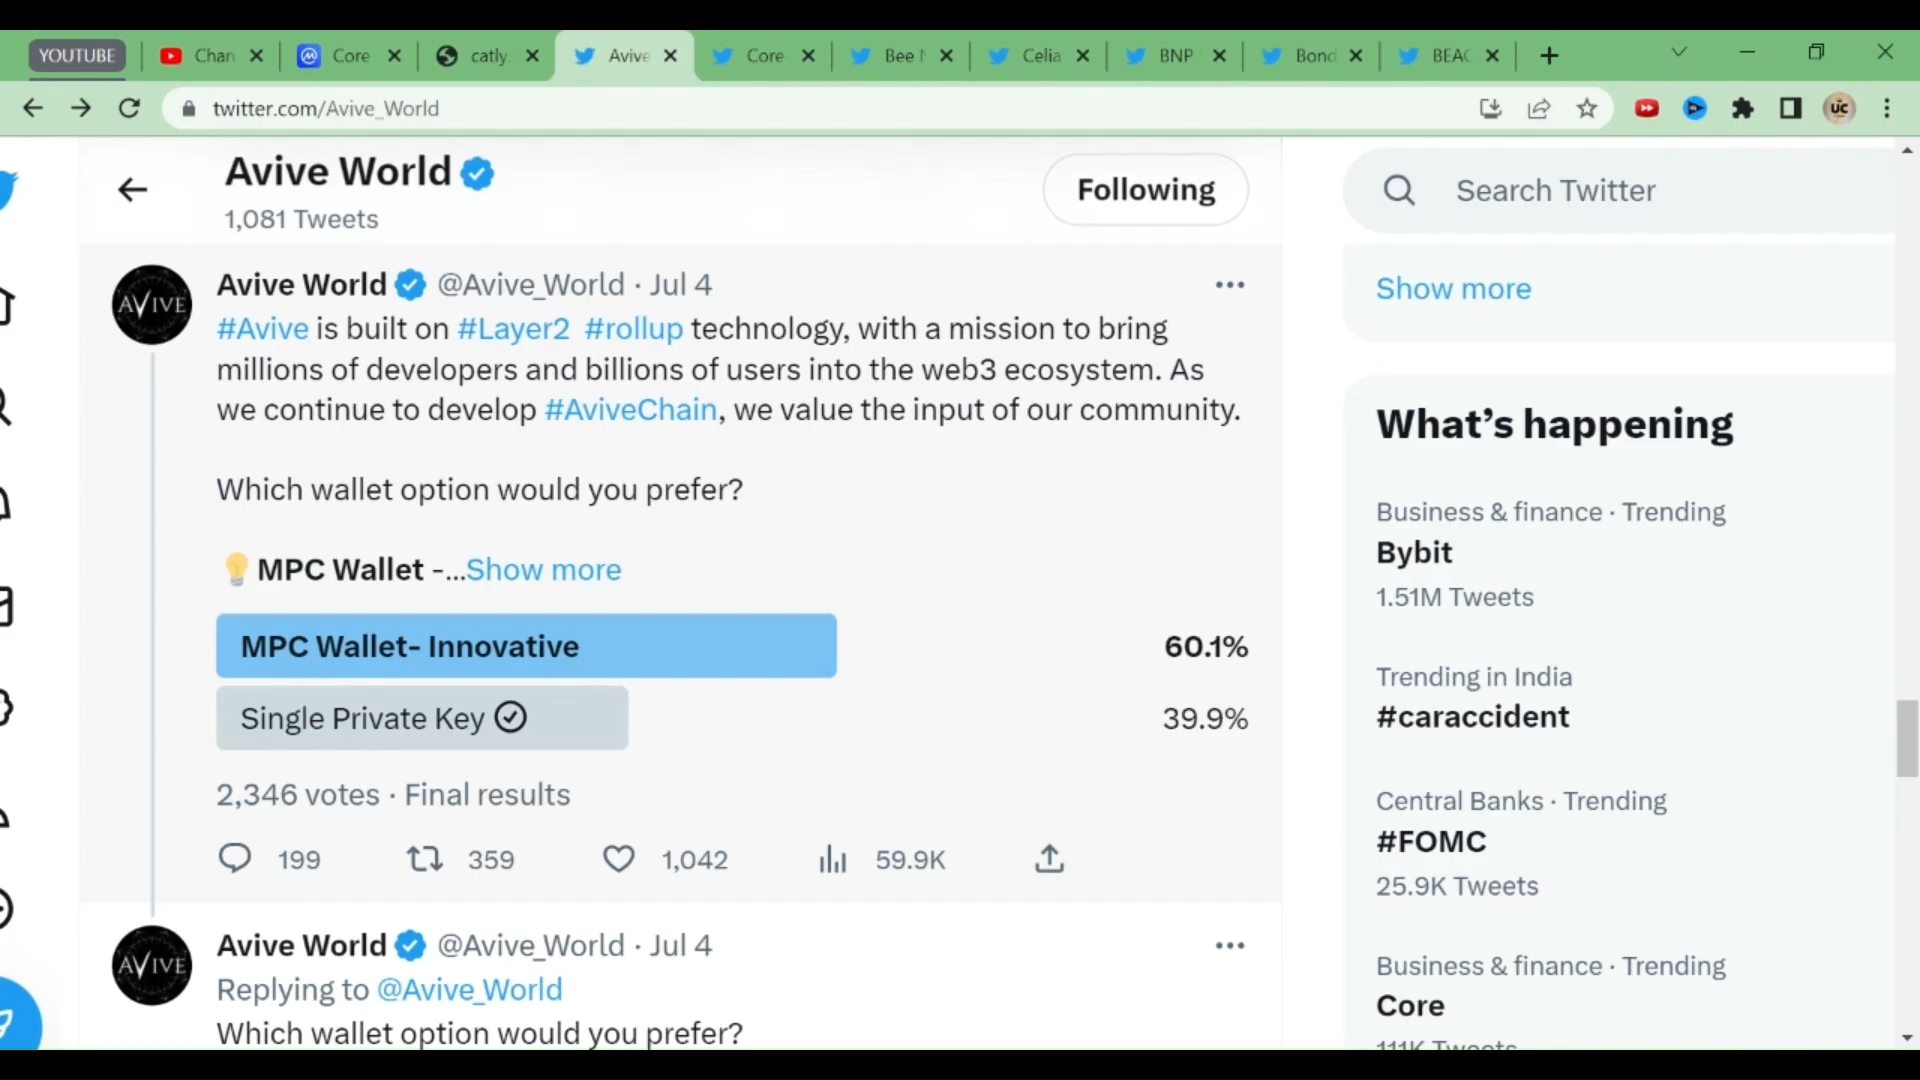 YOUTUBE
Chan
Core
catly.
Avive
Core
Bee N
Celia
BNP
Bond
BEAC
twitter.com/Avive_World
UC
Avive World
1,081 Tweets
Following
Search Twitter
Show more
AVIVE
Avive World @Avive_World · Jul 4
#Avive is built on #Layer2 #rollup technology, with a mission to bring
millions of developers and billions of users into the web3 ecosystem. As
we continue to develop #AviveChain, we value the input of our community.
Which wallet option would you prefer?
💡MPC Wallet -...Show more
MPC Wallet- Innovative 60.1%
Single Private Key 39.9%
2,346 votes · Final results
199 359 1,042 59.9K
AVIVE
Avive World @Avive_World · Jul 4
Replying to @Avive_World
Which wallet option would you prefer?
What’s happening
Business & finance · Trending
Bybit
1.51M Tweets
Trending in India
#caraccident
Central Banks · Trending
#FOMC
25.9K Tweets
Business & finance · Trending
Core
111K Tweets